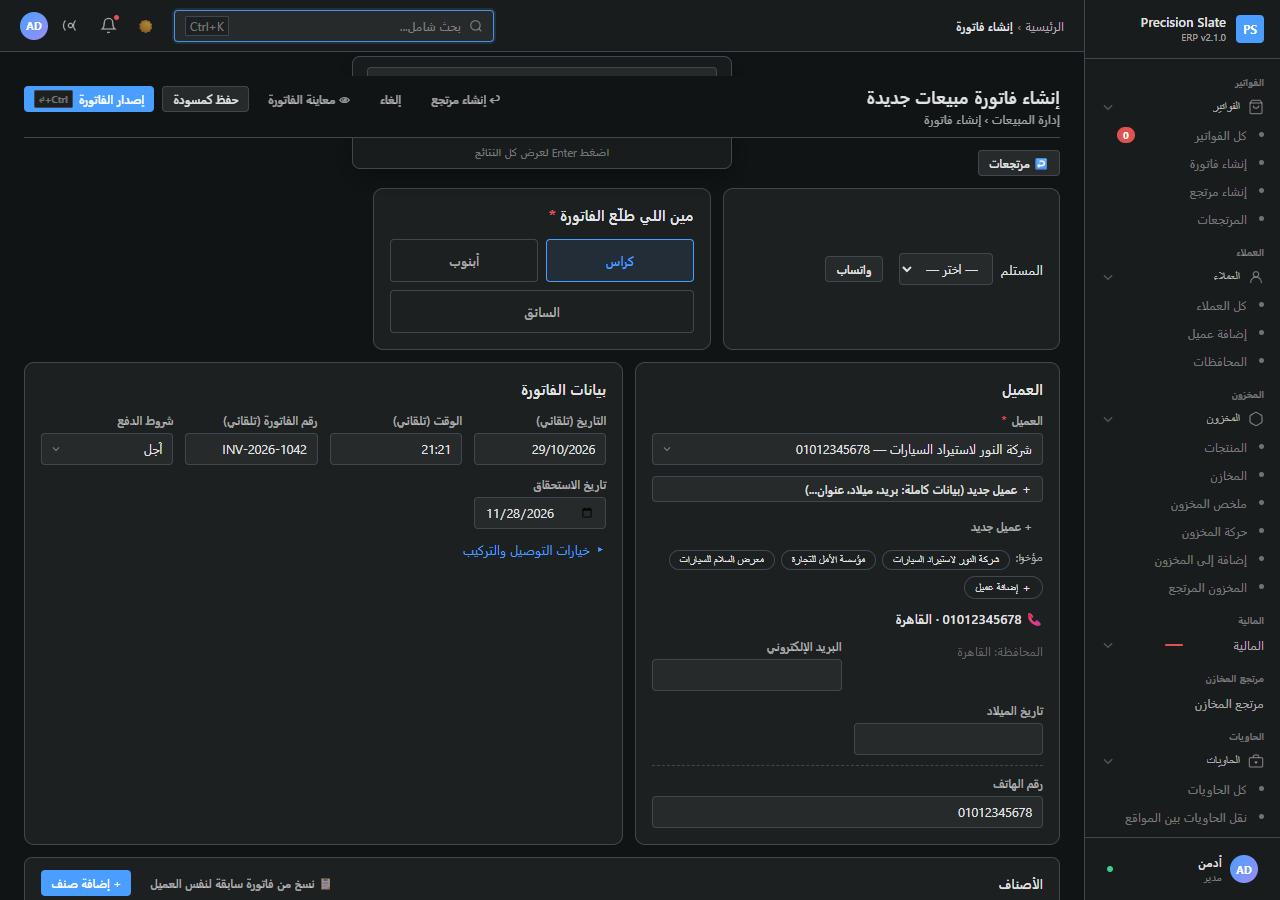 Precision Slate
ERP v2.1.0
PS
الرئيسية › إنشاء فاتورة
بحث شامل...
Ctrl+K
AD
الفواتير
الفواتير
كل الفواتير
0
إنشاء فاتورة
إنشاء مرتجع
المرتجعات
العملاء
العملاء
كل العملاء
إضافة عميل
المحافظات
المخزون
المخزون
المنتجات
المخازن
ملخص المخزون
حركة المخزون
إضافة إلى المخزون
المخزون المرتجع
المالية
المالية
مرتجع المخازن
مرتجع المخازن
الحاويات
الحاويات
كل الحاويات
نقل الحاويات بين المواقع
AD
أدمن
مدير
إنشاء فاتورة مبيعات جديدة
إدارة المبيعات › إنشاء فاتورة
↩ إنشاء مرتجع
إلغاء
معاينة الفاتورة
حفظ كمسودة
إصدار الفاتورة Ctrl+↵
اضغط Enter لعرض كل النتائج
مرتجعات
المستلم
— اختر —
واتساب
مين اللي طلّع الفاتورة *
كراس
أبنوب
السائق
العميل
العميل *
شركة النور لاستيراد السيارات — 01012345678
+ عميل جديد (بيانات كاملة: بريد، ميلاد، عنوان...)
+ عميل جديد
مؤخرا:
شركة النور لاستيراد السيارات
مؤسسة الأمل للتجارة
معرض السلام للسيارات
+ إضافة عميل
01012345678 · القاهرة
المحافظة: القاهرة
البريد الإلكتروني
تاريخ الميلاد
رقم الهاتف
01012345678
بيانات الفاتورة
التاريخ (تلقائي)
29/10/2026
الوقت (تلقائي)
21:21
رقم الفاتورة (تلقائي)
INV-2026-1042
شروط الدفع
آجل
تاريخ الاستحقاق
11/28/2026
خيارات التوصيل والتركيب
الأصناف
نسخ من فاتورة سابقة لنفس العميل
+ إضافة صنف